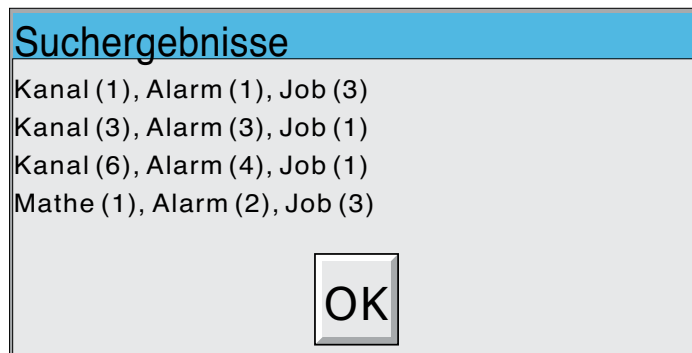 Suchergebnisse
Kanal (1), Alarm (1), Job (3)
Kanal (3), Alarm (3), Job (1)
Kanal (6), Alarm (4), Job (1)
Mathe (1), Alarm (2), Job (3)
OK